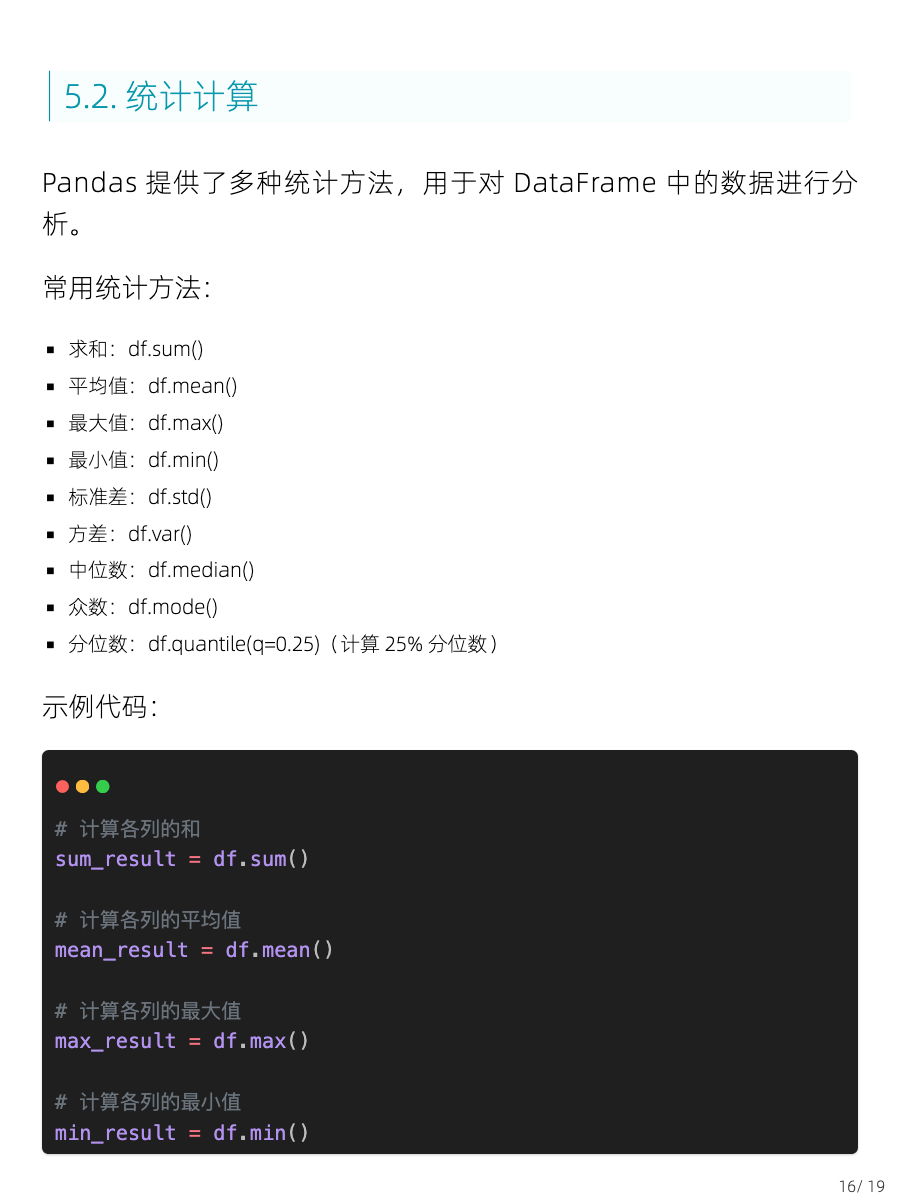 5.2. 统计计算
Pandas 提供了多种统计方法，用于对 DataFrame 中的数据进行分
析。
常用统计方法：
▪ 求和：df.sum()
▪ 平均值：df.mean()
▪ 最大值：df.max()
▪ 最小值：df.min()
▪ 标准差：df.std()
▪ 方差：df.var()
▪ 中位数：df.median()
▪ 众数：df.mode()
▪ 分位数：df.quantile(q=0.25)（计算 25% 分位数）
示例代码：
# 计算各列的和
sum_result = df.sum()
# 计算各列的平均值
mean_result = df.mean()
# 计算各列的最大值
max_result = df.max()
# 计算各列的最小值
min_result = df.min()
16/ 19